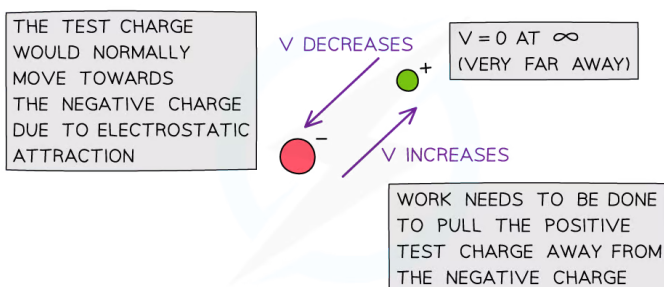 THE TEST CHARGE
WOULD NORMALLY
MOVE TOWARDS
THE NEGATIVE CHARGE
DUE TO ELECTROSTATIC
ATTRACTION
V DECREASES
V = 0 AT ∞
(VERY FAR AWAY)
+
−
V INCREASES
WORK NEEDS TO BE DONE
TO PULL THE POSITIVE
TEST CHARGE AWAY FROM
THE NEGATIVE CHARGE